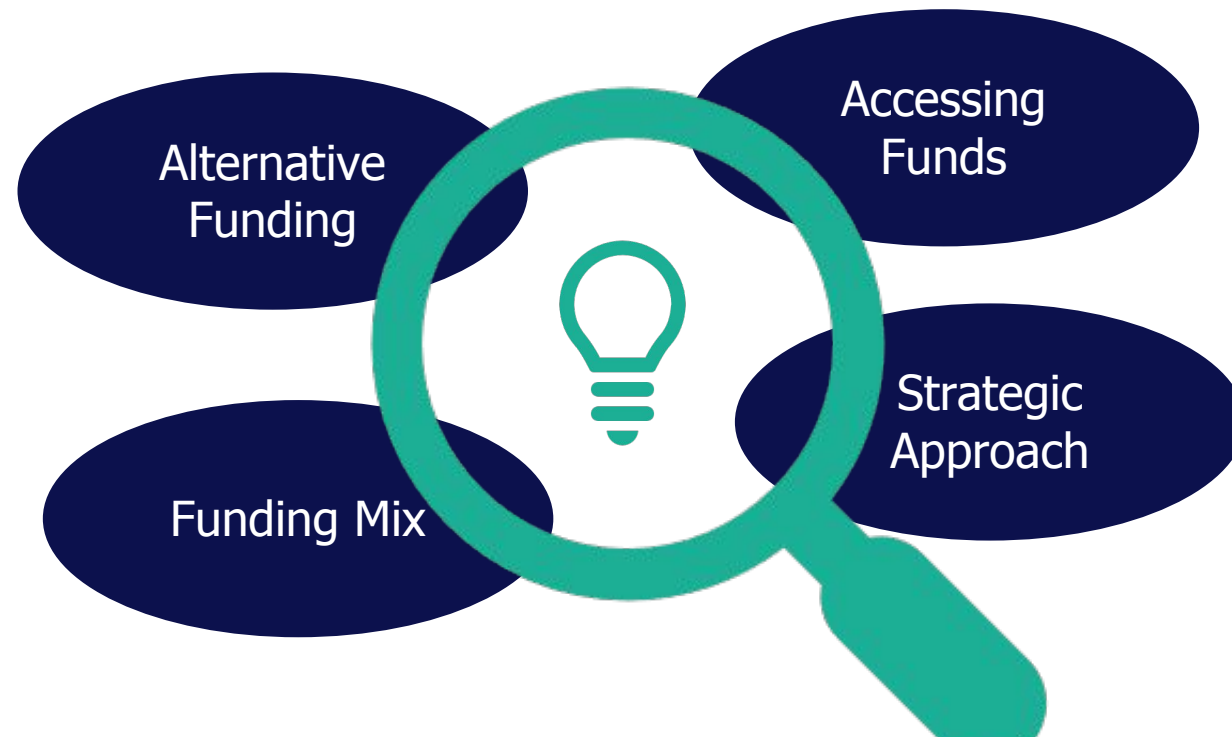 Alternative
Funding
Accessing
Funds
Funding Mix
Strategic
Approach